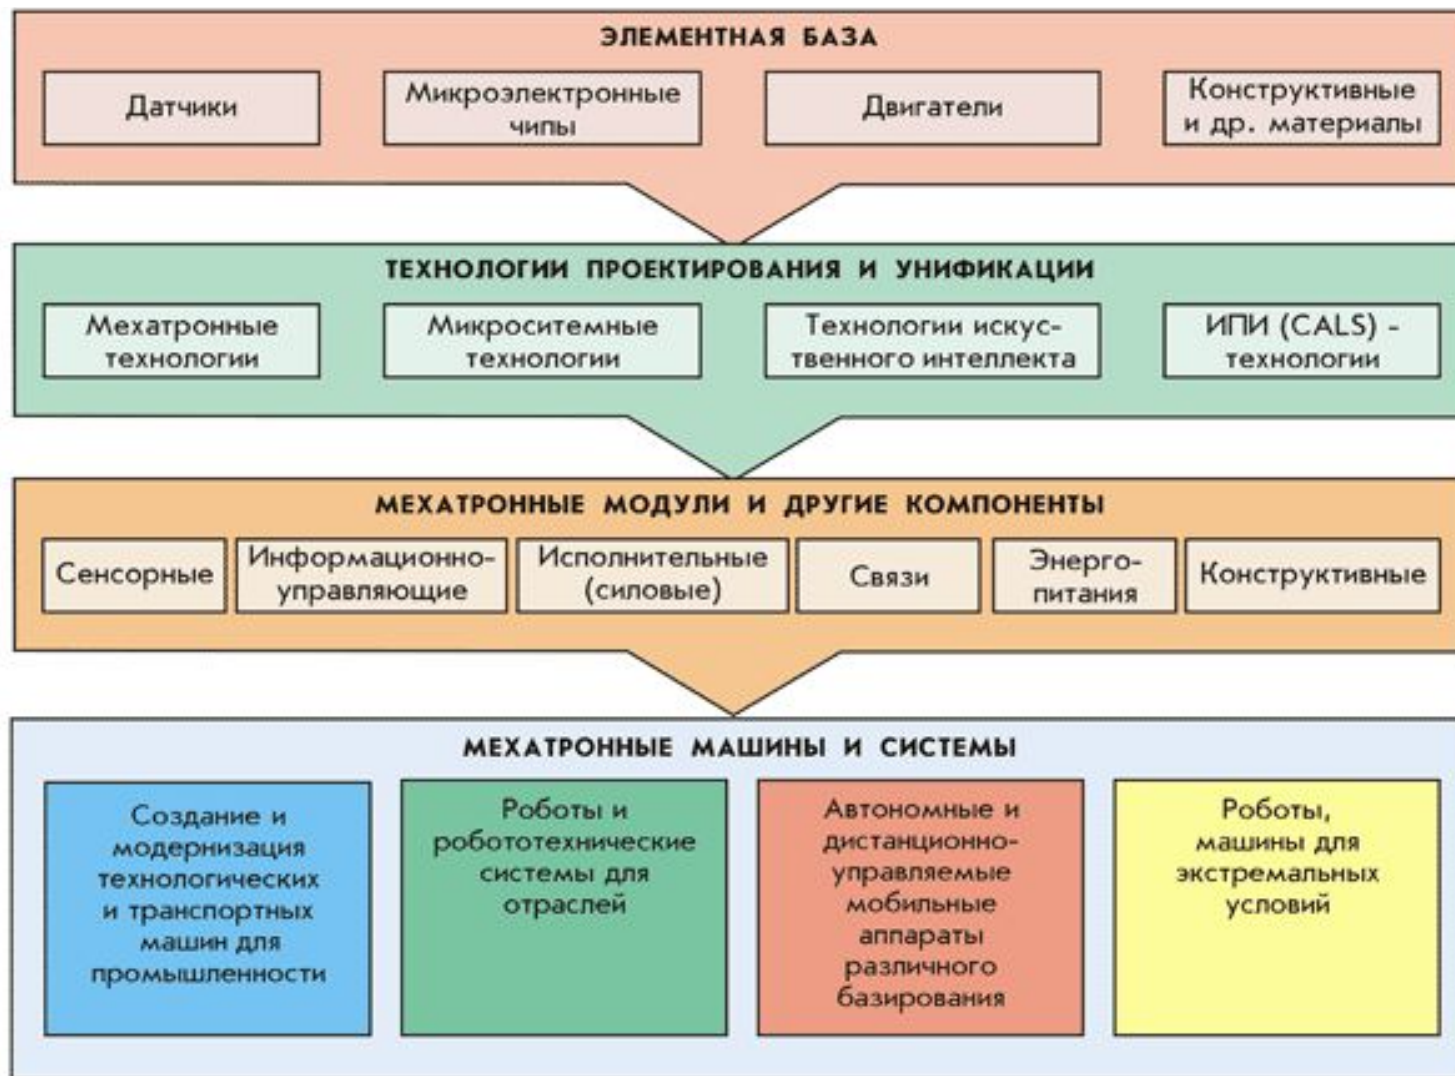 ЭЛЕМЕНТНАЯ БАЗА
Датчики
Микроэлектронные
чипы
Двигатели
Конструктивные
и др. материалы
ТЕХНОЛОГИИ ПРОЕКТИРОВАНИЯ И УНИФИКАЦИИ
Мехатронные
технологии
Микроситемные
технологии
Технологии искус-
твенного интеллекта
ИПИ (CALS) -
технологии
МЕХАТРОННЫЕ МОДУЛИ И ДРУГИЕ КОМПОНЕНТЫ
Сенсорные
Информационно-
управляющие
Исполнительные
(силовые)
Связи
Энерго-
питания
Конструктивные
МЕХАТРОННЫЕ МАШИНЫ И СИСТЕМЫ
Создание и
модернизация
технологических
и транспортных
машин для
промышленности
Роботы и
робототехнические
системы для
отраслей
Автономные и
дистанционно-
управляемые
мобильные
аппараты
различного
базирования
Роботы,
машины для
экстремальных
условий